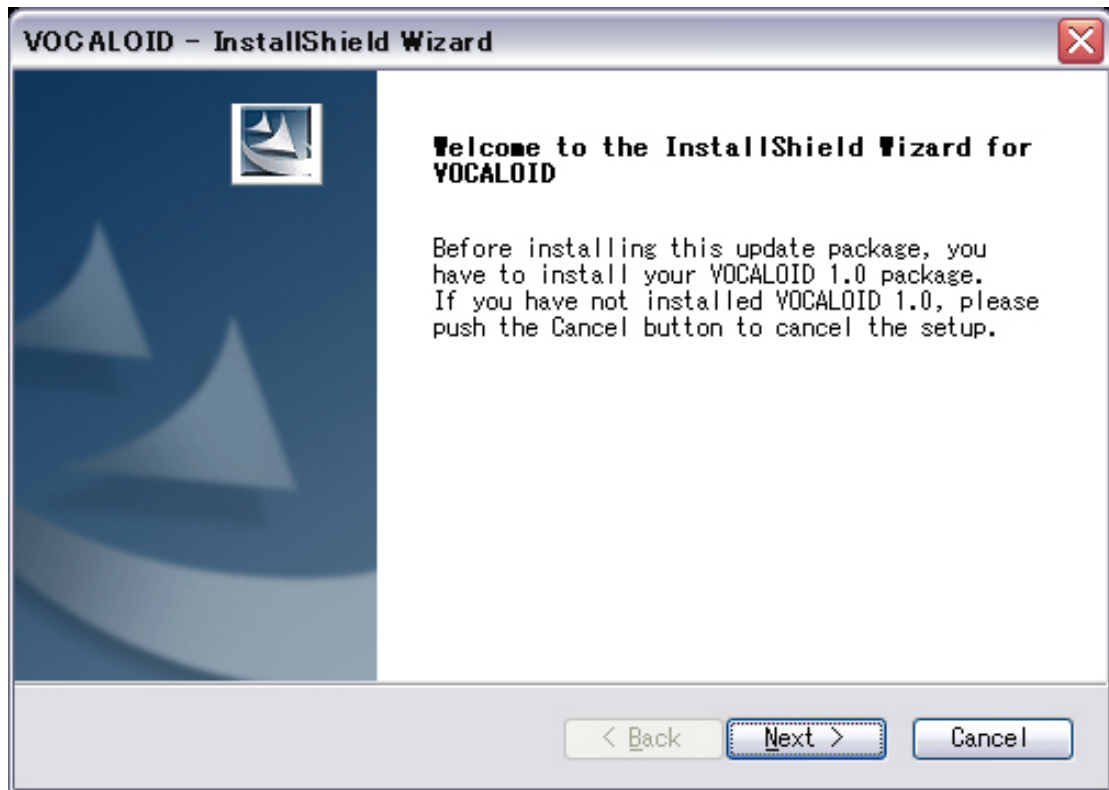 VOCALOID - InstallShield Wizard
Welcome to the InstallShield Wizard for
VOCALOID
Before installing this update package, you
have to install your VOCALOID 1.0 package.
If you have not installed VOCALOID 1.0, please
push the Cancel button to cancel the setup.
< Back
Next >
Cancel